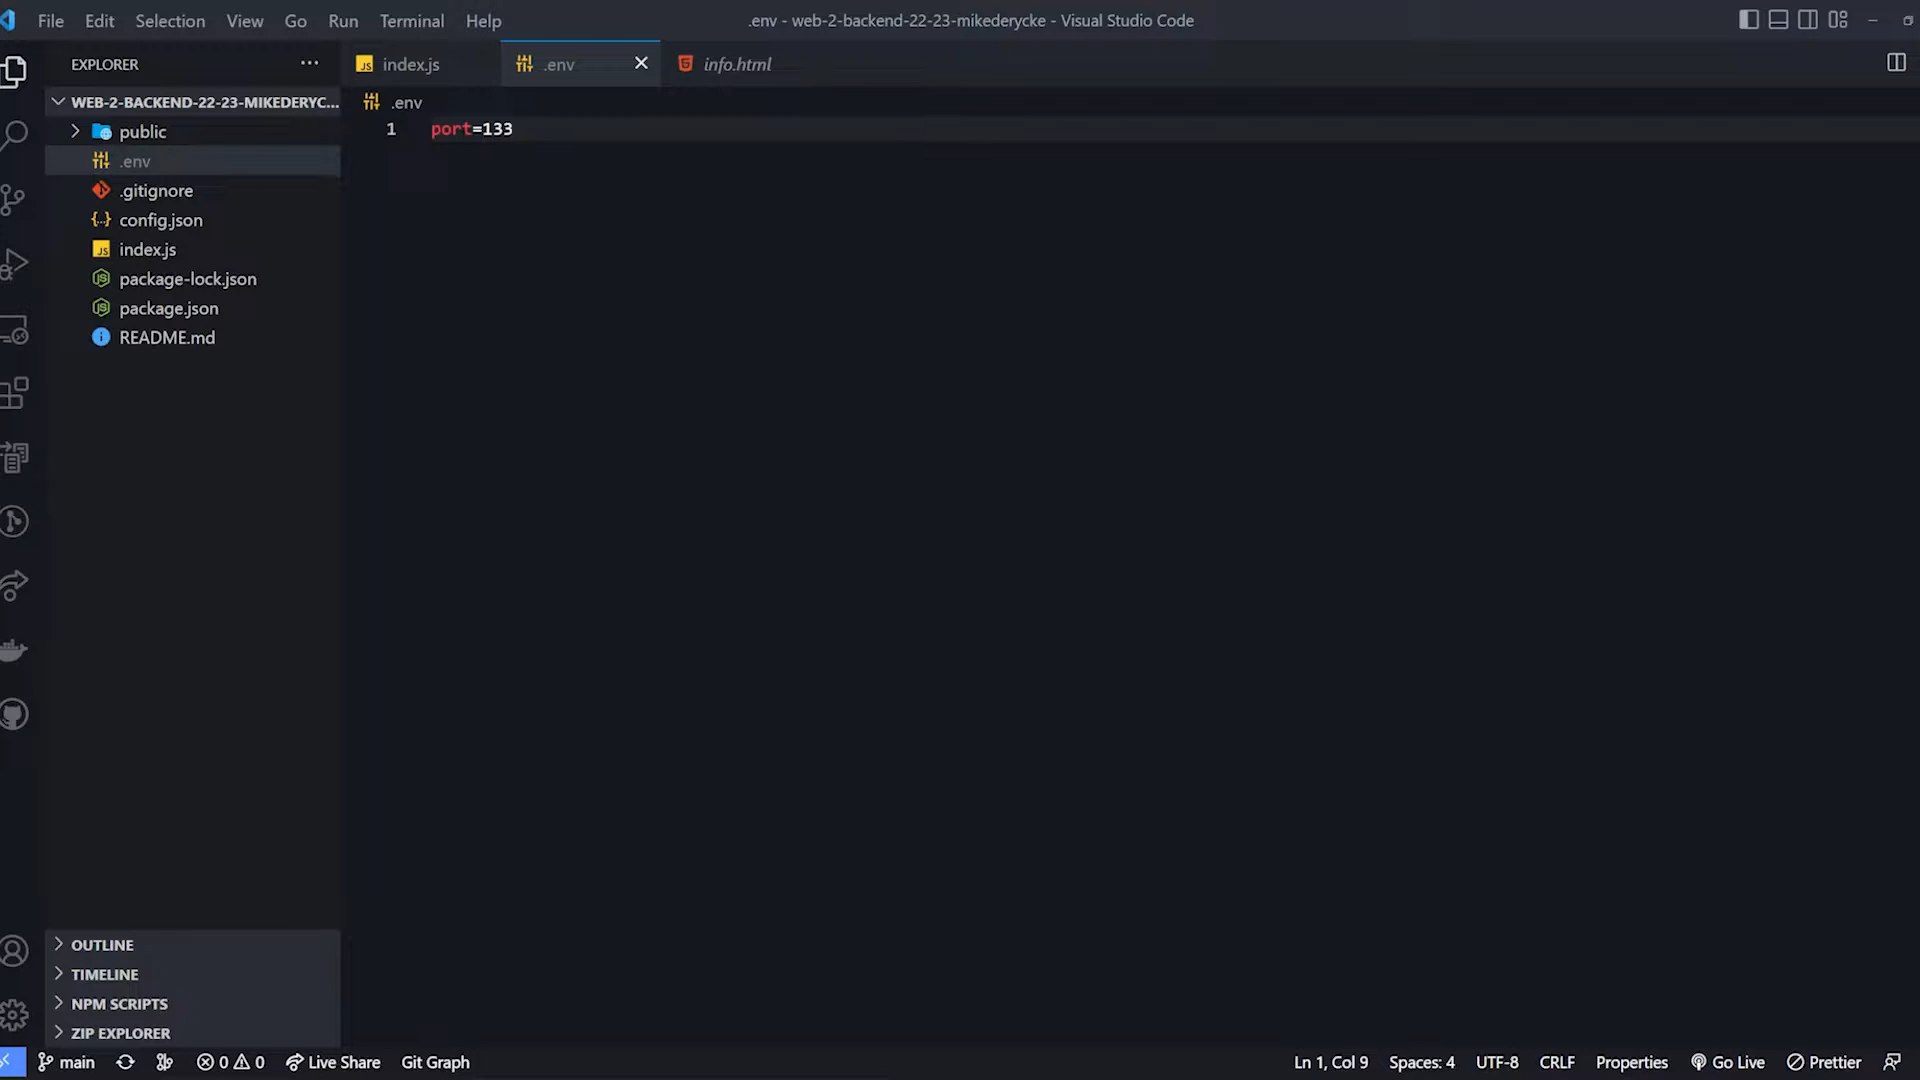 File Edit Selection View Go Run Terminal Help
.env - web-2-backend-22-23-mikederycke - Visual Studio Code
EXPLORER
index.js
.env
info.html
WEB-2-BACKEND-22-23-MIKEDERYC...
.env
public
1 port=133
.env
.gitignore
config.json
index.js
package-lock.json
package.json
README.md
OUTLINE
TIMELINE
NPM SCRIPTS
ZIP EXPLORER
main 0 0 Live Share Git Graph Ln 1, Col 9 Spaces: 4 UTF-8 CRLF Properties Go Live Prettier